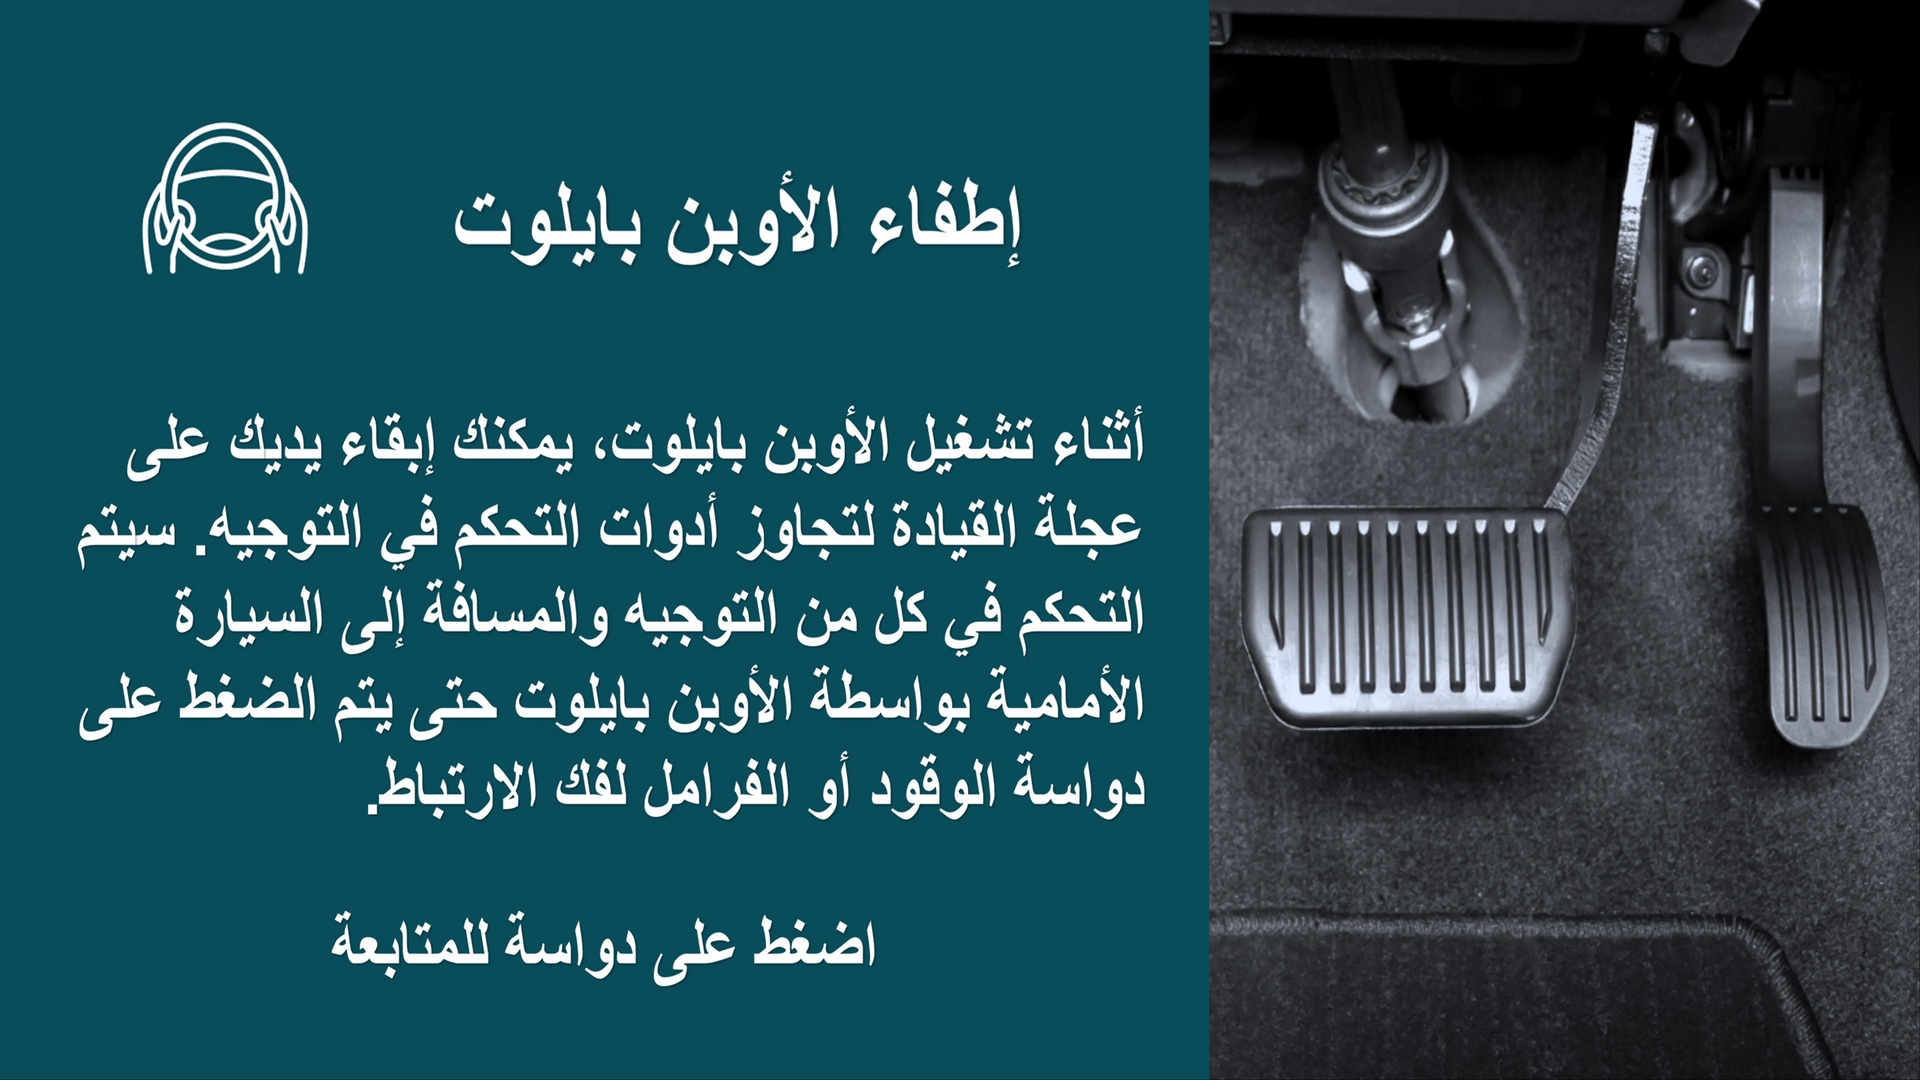 إطفاء الأوبن بايلوت
أثناء تشغيل الأوبن بايلوت، يمكنك إبقاء يديك على
عجلة القيادة لتجاوز أدوات التحكم في التوجيه. سيتم
التحكم في كل من التوجيه والمسافة إلى السيارة
الأمامية بواسطة الأوبن بايلوت حتى يتم الضغط على
دواسة الوقود أو الفرامل لفك الارتباط.
اضغط على دواسة للمتابعة